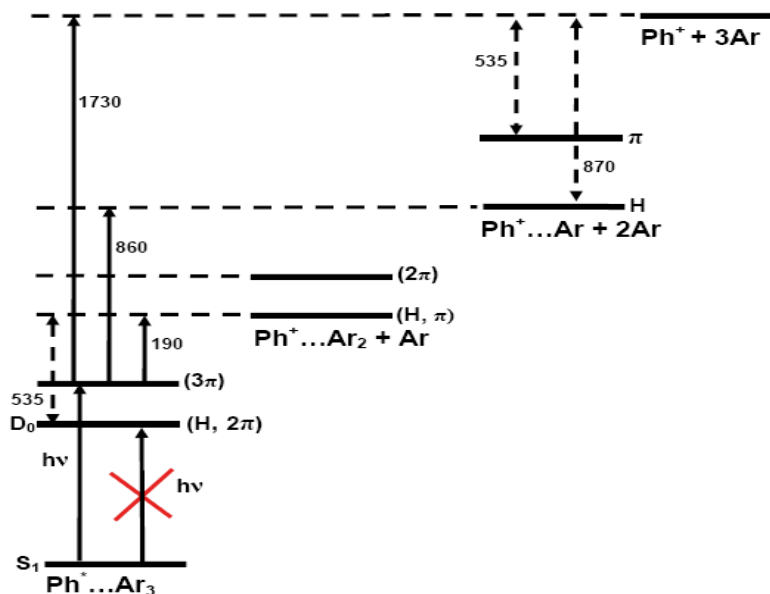 Ph⁺ + 3Ar
1730
535
π
870
H
Ph⁺...Ar + 2Ar
860
(2π)
(H, π)
190
Ph⁺...Ar₂ + Ar
(3π)
535
D₀
(H, 2π)
hν
hν
S₁
Ph*...Ar₃